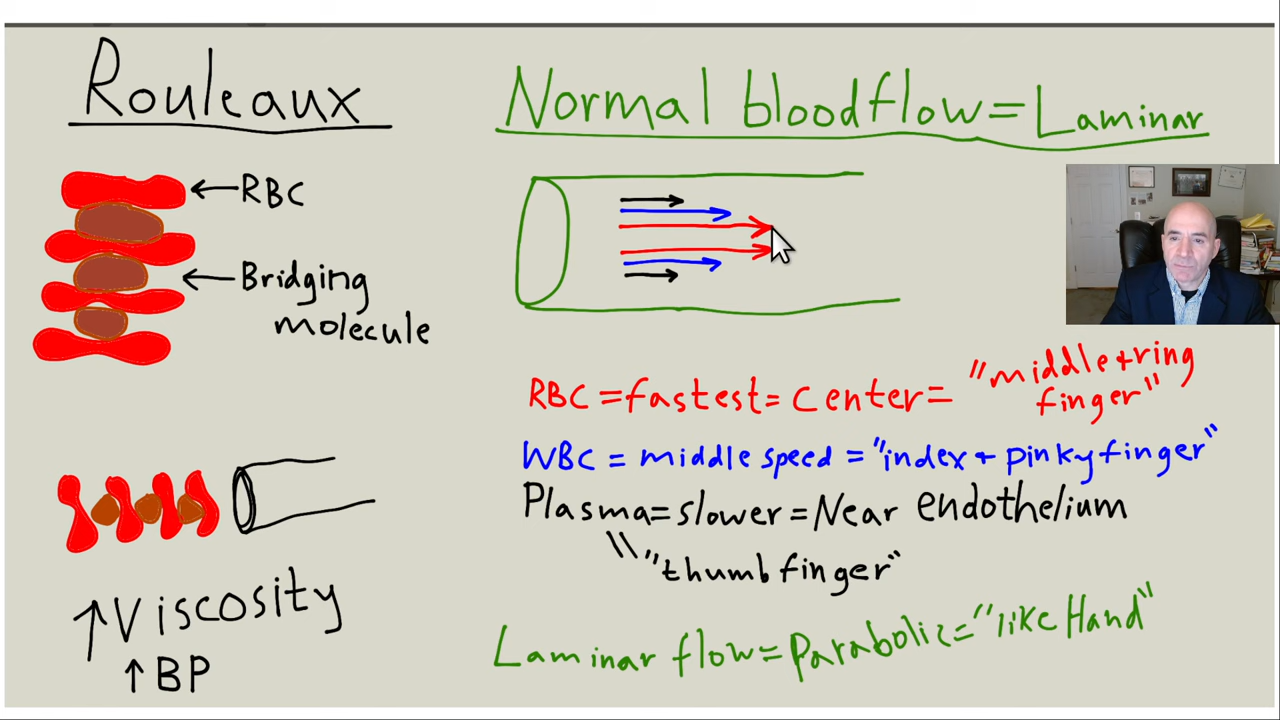 Rouleaux
←RBC
←Bridging
molecule
↑Viscosity
↑BP
Normal bloodflow=Laminar
RBC=fastest=center="middle+ring
finger"
WBC=middle speed="index+pinky finger"
Plasma=slower=Near endothelium
\\"thumb finger"
Laminar flow=Parabolic="like Hand"